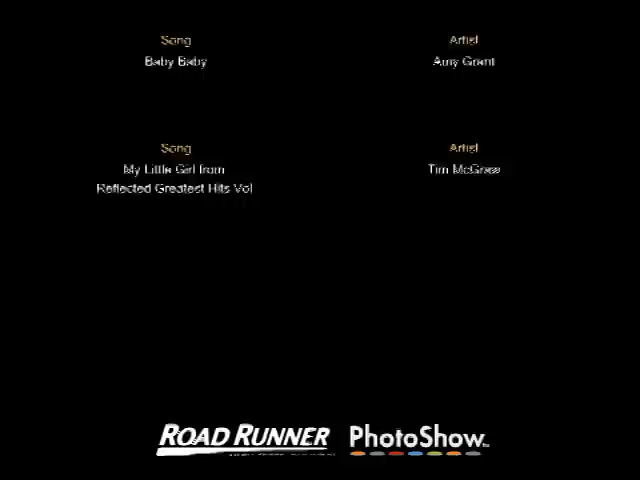 Song
Artist
Baby Baby
Amy Grant
Song
Artist
My Little Girl from
Tim McGraw
Reflected Greatest Hits Vol
ROAD RUNNER
PhotoShow